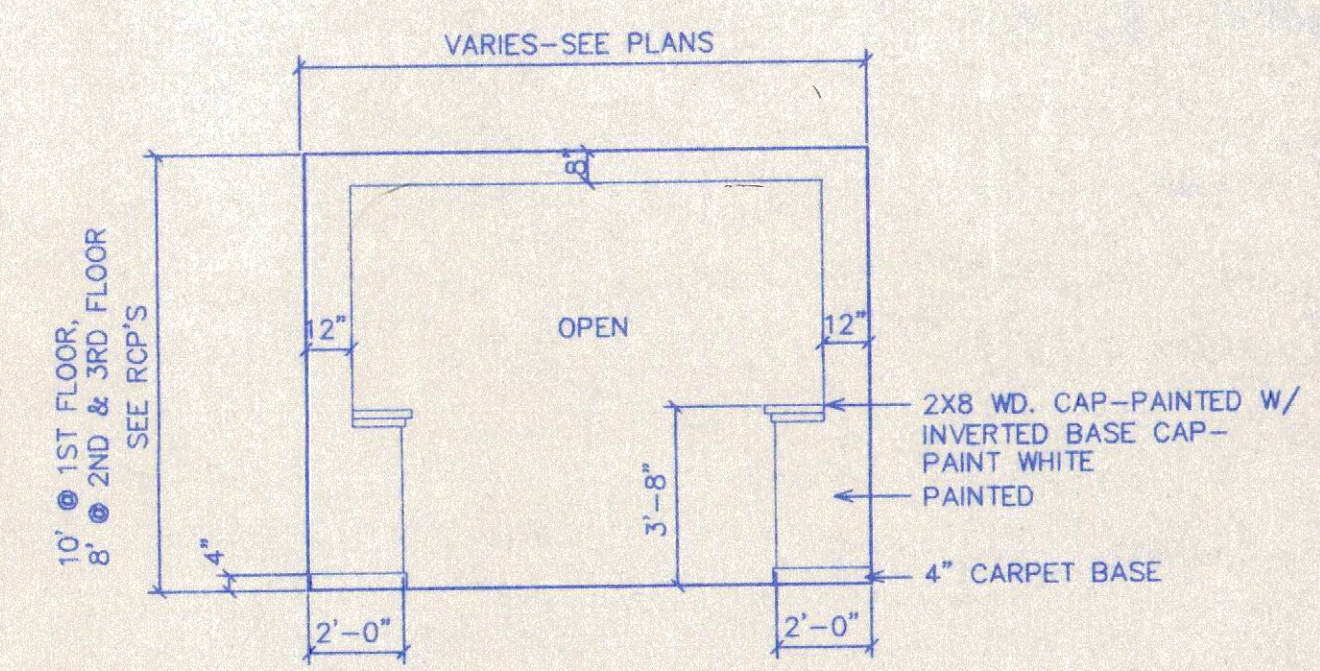 VARIES-SEE PLANS
8"
10' @ 1ST FLOOR,
8' @ 2ND & 3RD FLOOR
SEE RCP'S
12"
OPEN
12"
2X8 WD. CAP-PAINTED W/
INVERTED BASE CAP-
PAINT WHITE
3'-8"
PAINTED
4"
4" CARPET BASE
2'-0"
2'-0"